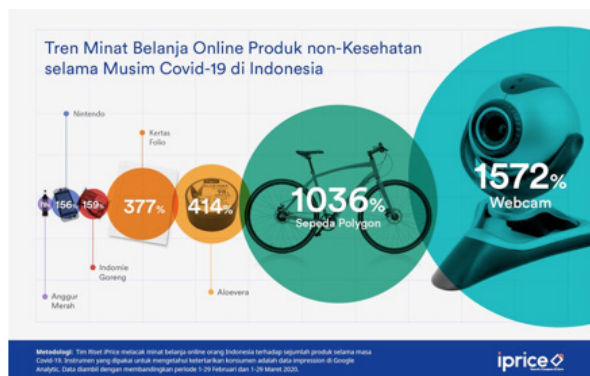 Tren Minat Belanja Online Produk non-Kesehatan
selama Musim Covid-19 di Indonesia
Nintendo
Kertas
Folio
156%
159%
377%
414%
1036%
Sepeda Polygon
1572%
Webcam
Indomie
Goreng
Aloevera
Anggur
Merah
Metodologi: Tim Riset iPrice melacak minat belanja online orang Indonesia terhadap sejumlah produk selama masa
Covid-19. Instrumen yang dipakai untuk mengetahui ketertarikan konsumen adalah data impression di Google
Analytic. Data diambil dengan membandingkan periode 1-29 Februari dan 1-29 Maret 2020.
iprice